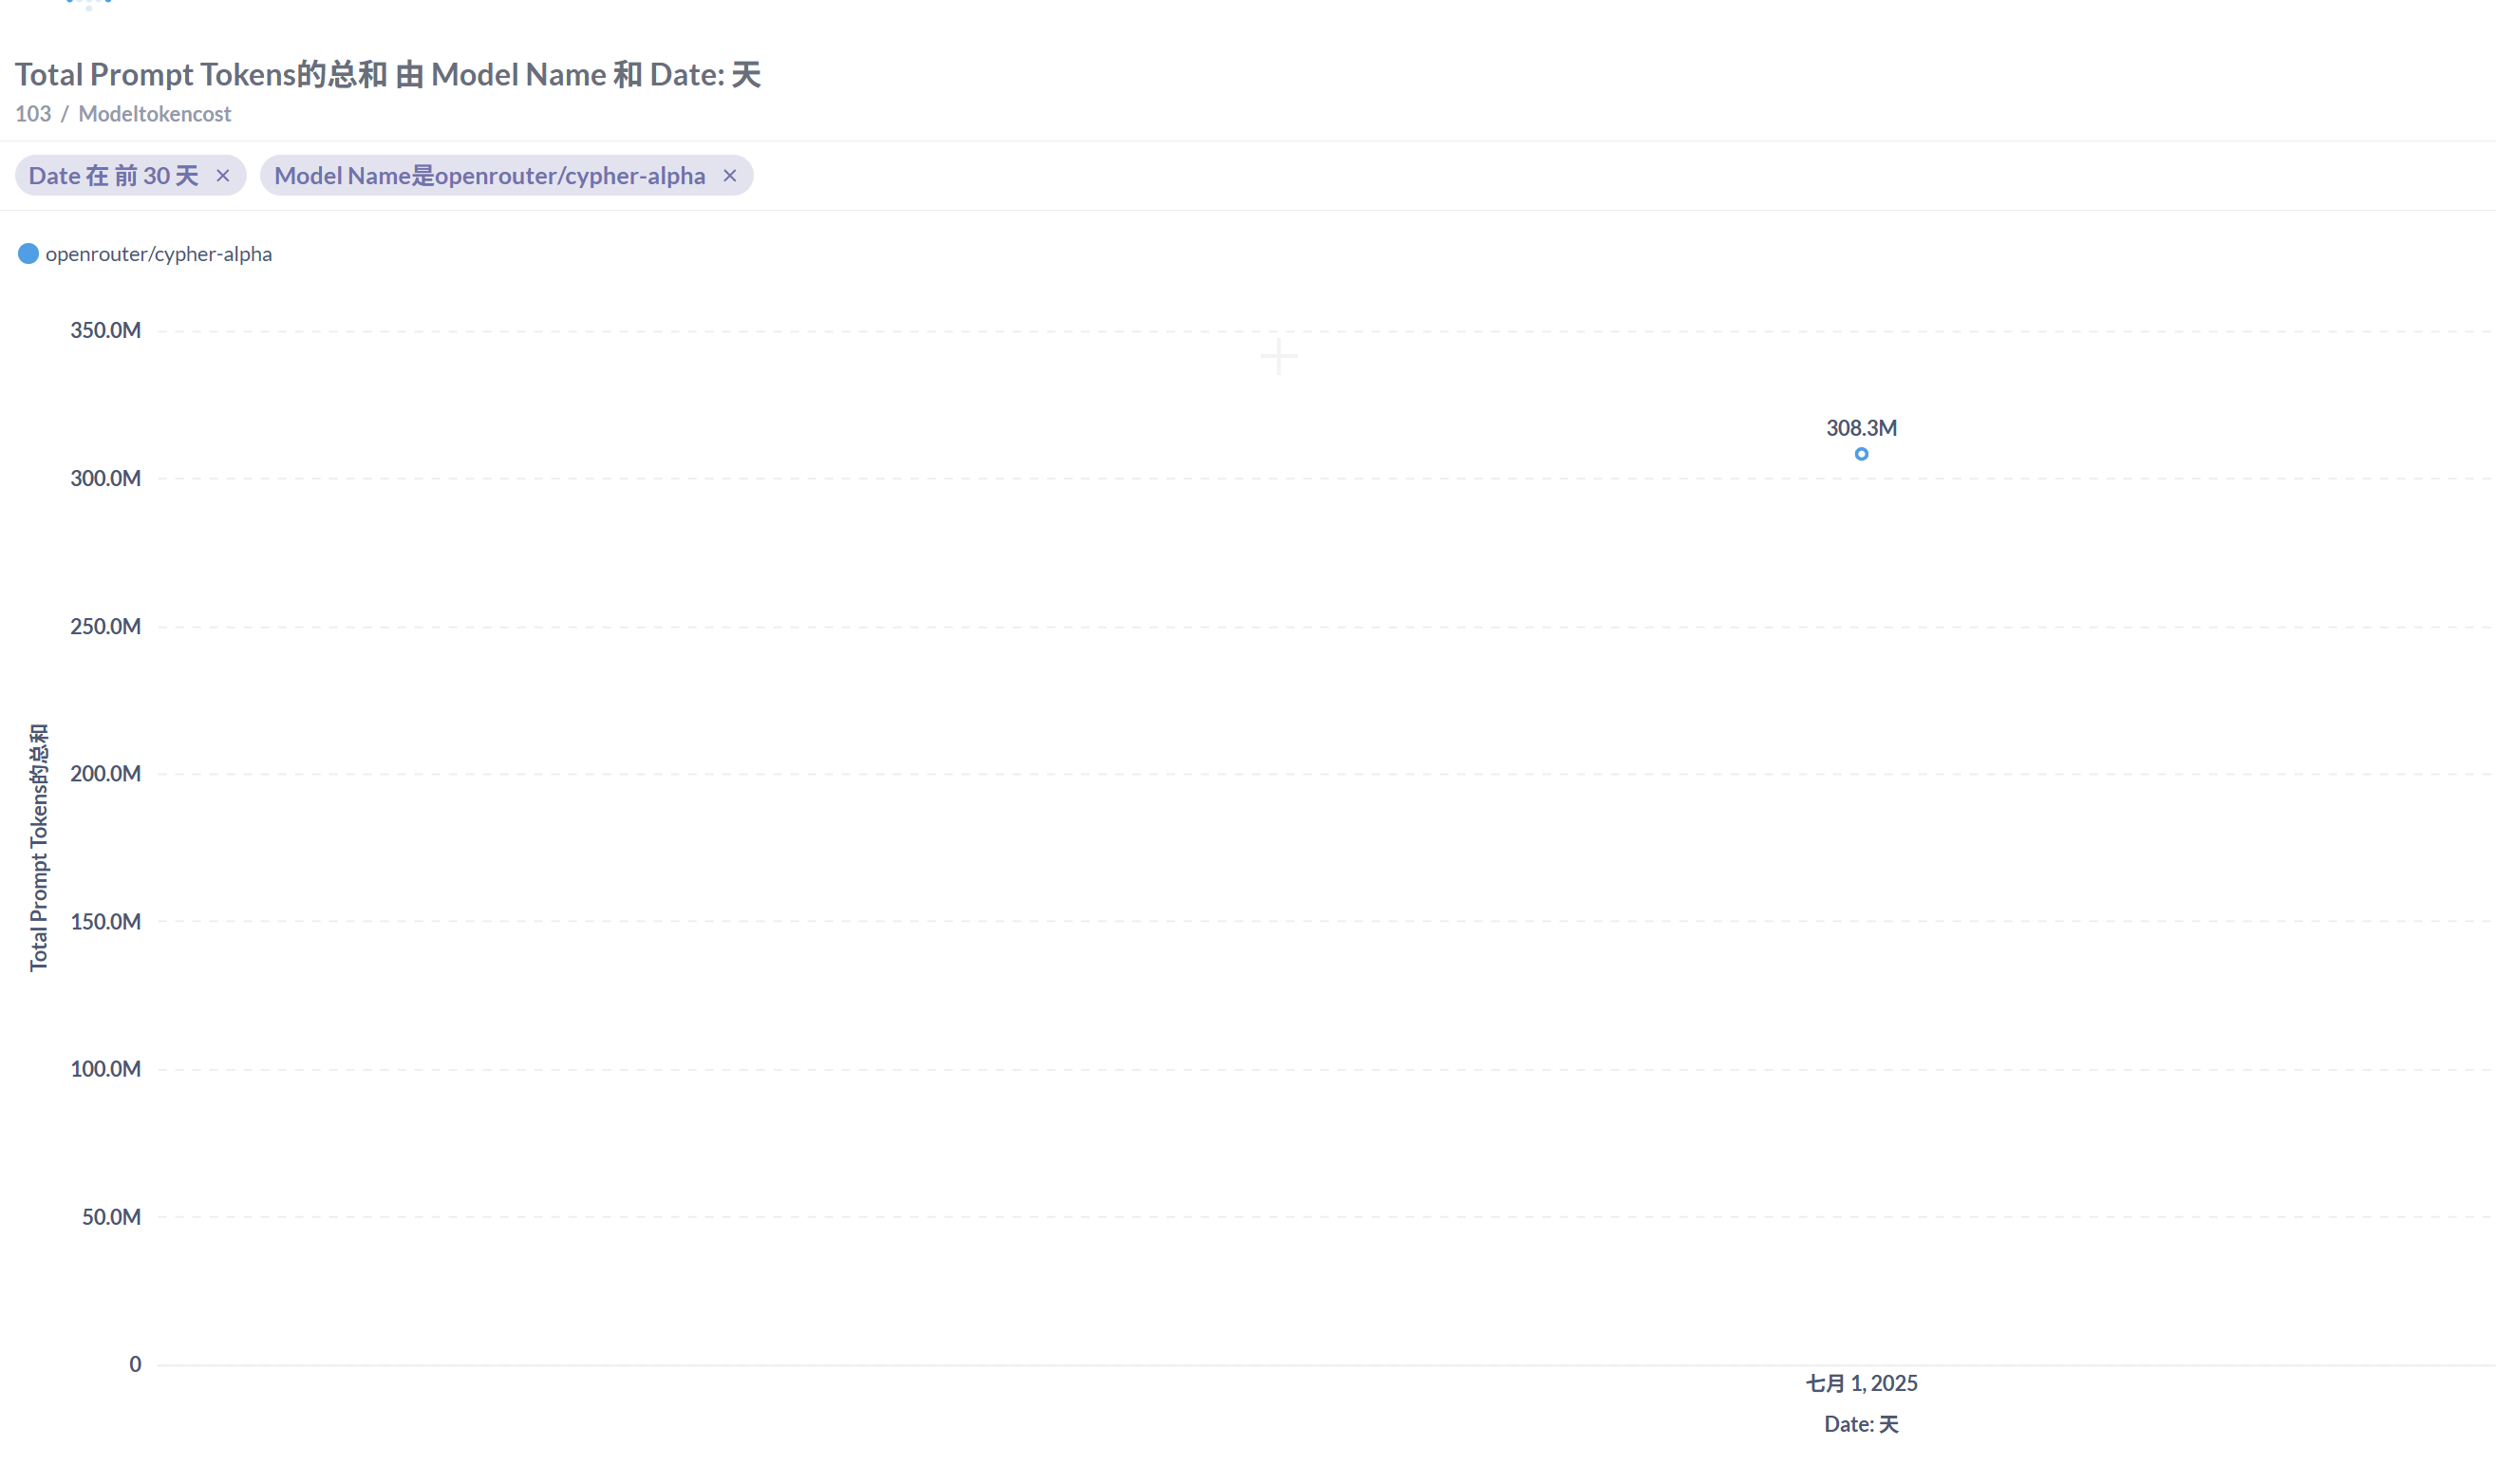 Total Prompt Tokens的总和 由 Model Name 和 Date: 天
103 / Modeltokencost
Date 在 前 30 天 ×
Model Name是openrouter/cypher-alpha ×
openrouter/cypher-alpha
350.0M
308.3M
300.0M
250.0M
200.0M
150.0M
100.0M
50.0M
0
Total Prompt Tokens的总和
七月 1, 2025
Date: 天